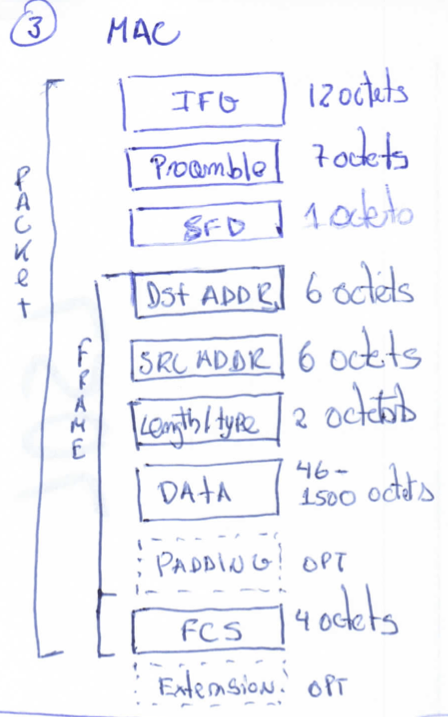 3 MAC
PACKet
FRAME
IFG 12 octets
Preamble 7 octets
SFD 1 octeto
DSt ADDR 6 octets
SRC ADDR 6 octets
Length/type 2 octets
DAtA 46-
1500 octets
PADDING OPT
FCS 4 octets
Extension. OPT